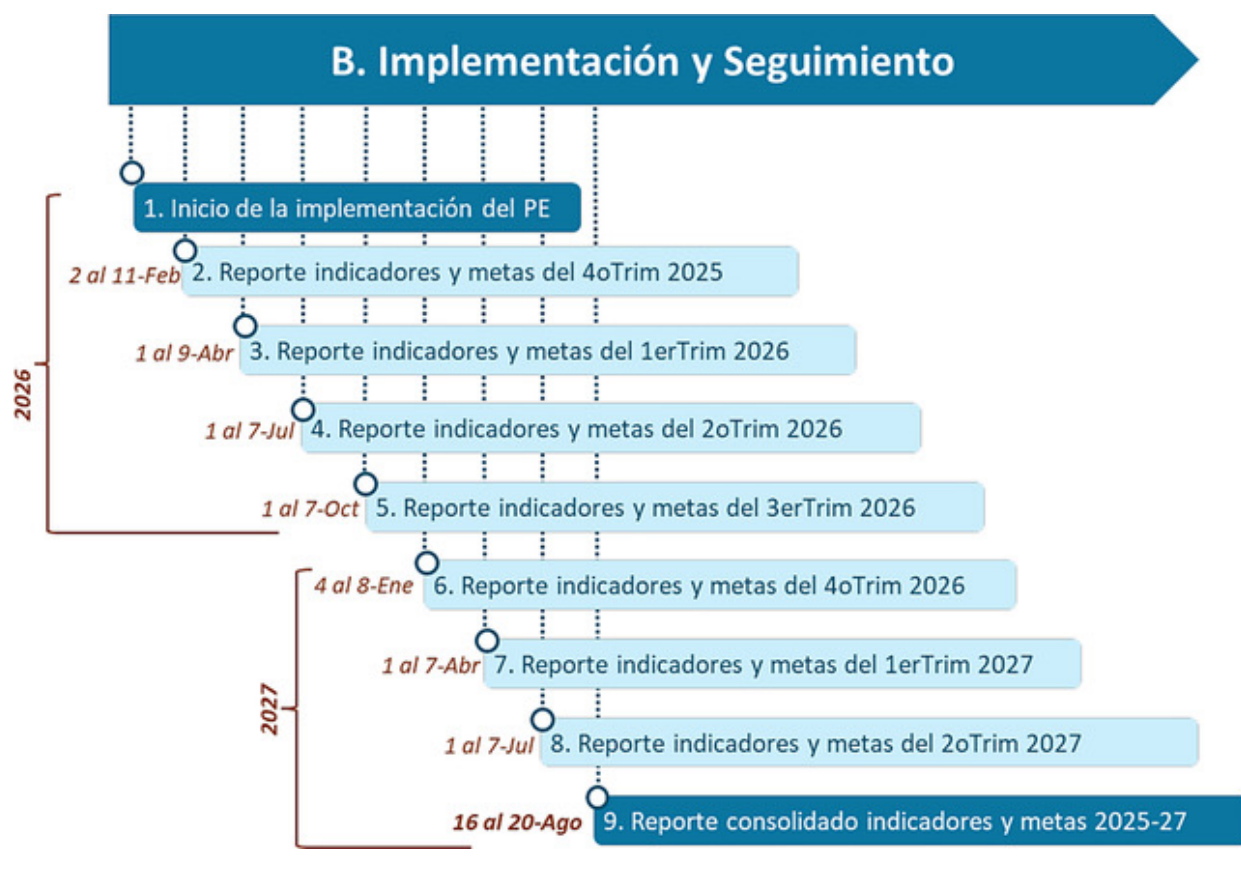 B. Implementación y Seguimiento
1. Inicio de la implementación del PE
2 al 11-Feb 2. Reporte indicadores y metas del 4oTrim 2025
1 al 9-Abr 3. Reporte indicadores y metas del 1erTrim 2026
2026
1 al 7-Jul 4. Reporte indicadores y metas del 2oTrim 2026
1 al 7-Oct 5. Reporte indicadores y metas del 3erTrim 2026
4 al 8-Ene 6. Reporte indicadores y metas del 4oTrim 2026
1 al 7-Abr 7. Reporte indicadores y metas del 1erTrim 2027
2027
1 al 7-Jul 8. Reporte indicadores y metas del 2oTrim 2027
16 al 20-Ago 9. Reporte consolidado indicadores y metas 2025-27